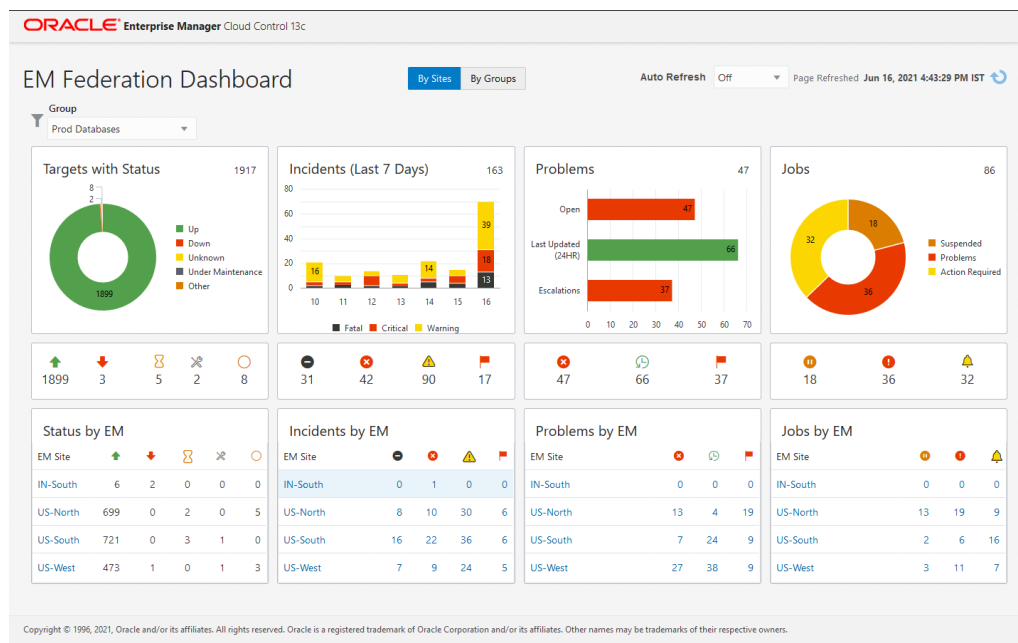 ORACLE® Enterprise Manager Cloud Control 13c
EM Federation Dashboard
By Sites By Groups
Auto Refresh Off Page Refreshed Jun 16, 2021 4:43:29 PM IST
Group
Prod Databases
Targets with Status 1917
8
2
1899
Up
Down
Unknown
Under Maintenance
Other
Incidents (Last 7 Days) 163
80
60
40
20
0
16
14
39
18
13
10 11 12 13 14 15 16
Fatal Critical Warning
Problems 47
Open 47
Last Updated
(24HR) 66
Escalations 37
0 10 20 30 40 50 60 70
Jobs 86
18
32
36
Suspended
Problems
Action Required
1899 3 5 2 8
31 42 90 17
47 66 37
18 36 32
Status by EM
EM Site
IN-South 6 2 0 0 0
US-North 699 0 2 0 5
US-South 721 0 3 1 0
US-West 473 1 0 1 3
Incidents by EM
EM Site
IN-South 0 1 0 0
US-North 8 10 30 6
US-South 16 22 36 6
US-West 7 9 24 5
Problems by EM
EM Site
IN-South 0 0 0
US-North 13 4 19
US-South 7 24 9
US-West 27 38 9
Jobs by EM
EM Site
IN-South 0 0 0
US-North 13 19 9
US-South 2 6 16
US-West 3 11 7
Copyright © 1996, 2021, Oracle and/or its affiliates. All rights reserved. Oracle is a registered trademark of Oracle Corporation and/or its affiliates. Other names may be trademarks of their respective owners.